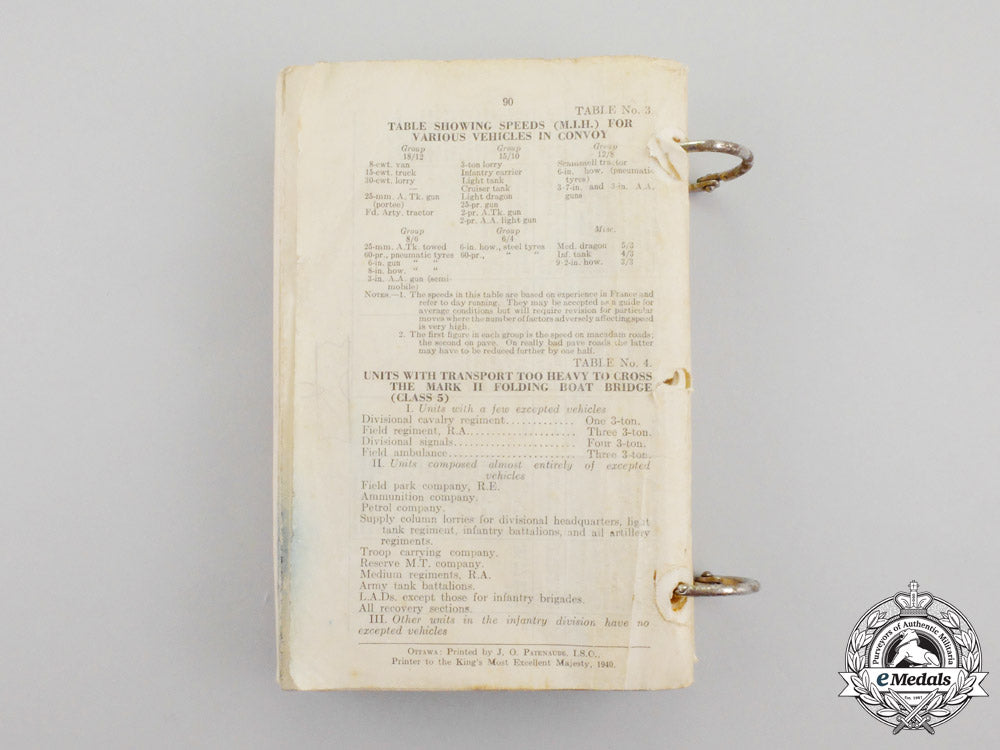 90
TABLE No. 3
TABLE SHOWING SPEEDS (M.I.H.) FOR
VARIOUS VEHICLES IN CONVOY
Group Group Group
18/12 15/10 12/8
8-cwt. van 3-ton lorry Scammell tractor
15-cwt. truck Infantry carrier 6-in. how. (pneumatic
30-cwt. lorry Light tank tyres)
— Cruiser tank 3·7-in. and 3-in. A.A.
25-mm. A. Tk. gun Light dragon guns
(portee) 25-pr. gun
Fd. Arty. tractor 2-pr. A.Tk. gun
2-pr. A.A. light gun
Group Group Misc.
8/6 6/4
25-mm. A.Tk. towed 6-in. how., steel tyres Med. dragon 5/3
60-pr., pneumatic tyres 60-pr., " " Inf. tank 4/3
6-in. gun " " 9·2-in. how. 3/3
8-in. how. " "
3-in. A.A. gun (semi-
mobile)
NOTES.—1. The speeds in this table are based on experience in France and
refer to day running. They may be accepted as a guide for
average conditions but will require revision for particular
moves where the number of factors adversely affecting speed
is very high.
2. The first figure in each group is the speed on macadam roads;
the second on pave. On really bad pave roads the latter
may have to be reduced further by one half.
TABLE No. 4.
UNITS WITH TRANSPORT TOO HEAVY TO CROSS
THE MARK II FOLDING BOAT BRIDGE
(CLASS 5)
I. Units with a few excepted vehicles
Divisional cavalry regiment............ One 3-ton.
Field regiment, R.A.................... Three 3-ton.
Divisional signals..................... Four 3-ton.
Field ambulance....................... Three 3-ton.
II. Units composed almost entirely of excepted
vehicles
Field park company, R.E.
Ammunition company.
Petrol company.
Supply column lorries for divisional headquarters, light
tank regiment, infantry battalions, and all artillery
regiments.
Troop carrying company.
Reserve M.T. company.
Medium regiments, R.A.
Army tank battalions.
L.A.Ds. except those for infantry brigades.
All recovery sections.
III. Other units in the infantry division have no
excepted vehicles
OTTAWA: Printed by J. O. PATENAUDE, I.S.O.,
Printer to the King's Most Excellent Majesty, 1940.
Purveyors of Authentic Militaria
eMedals
Est. 1987